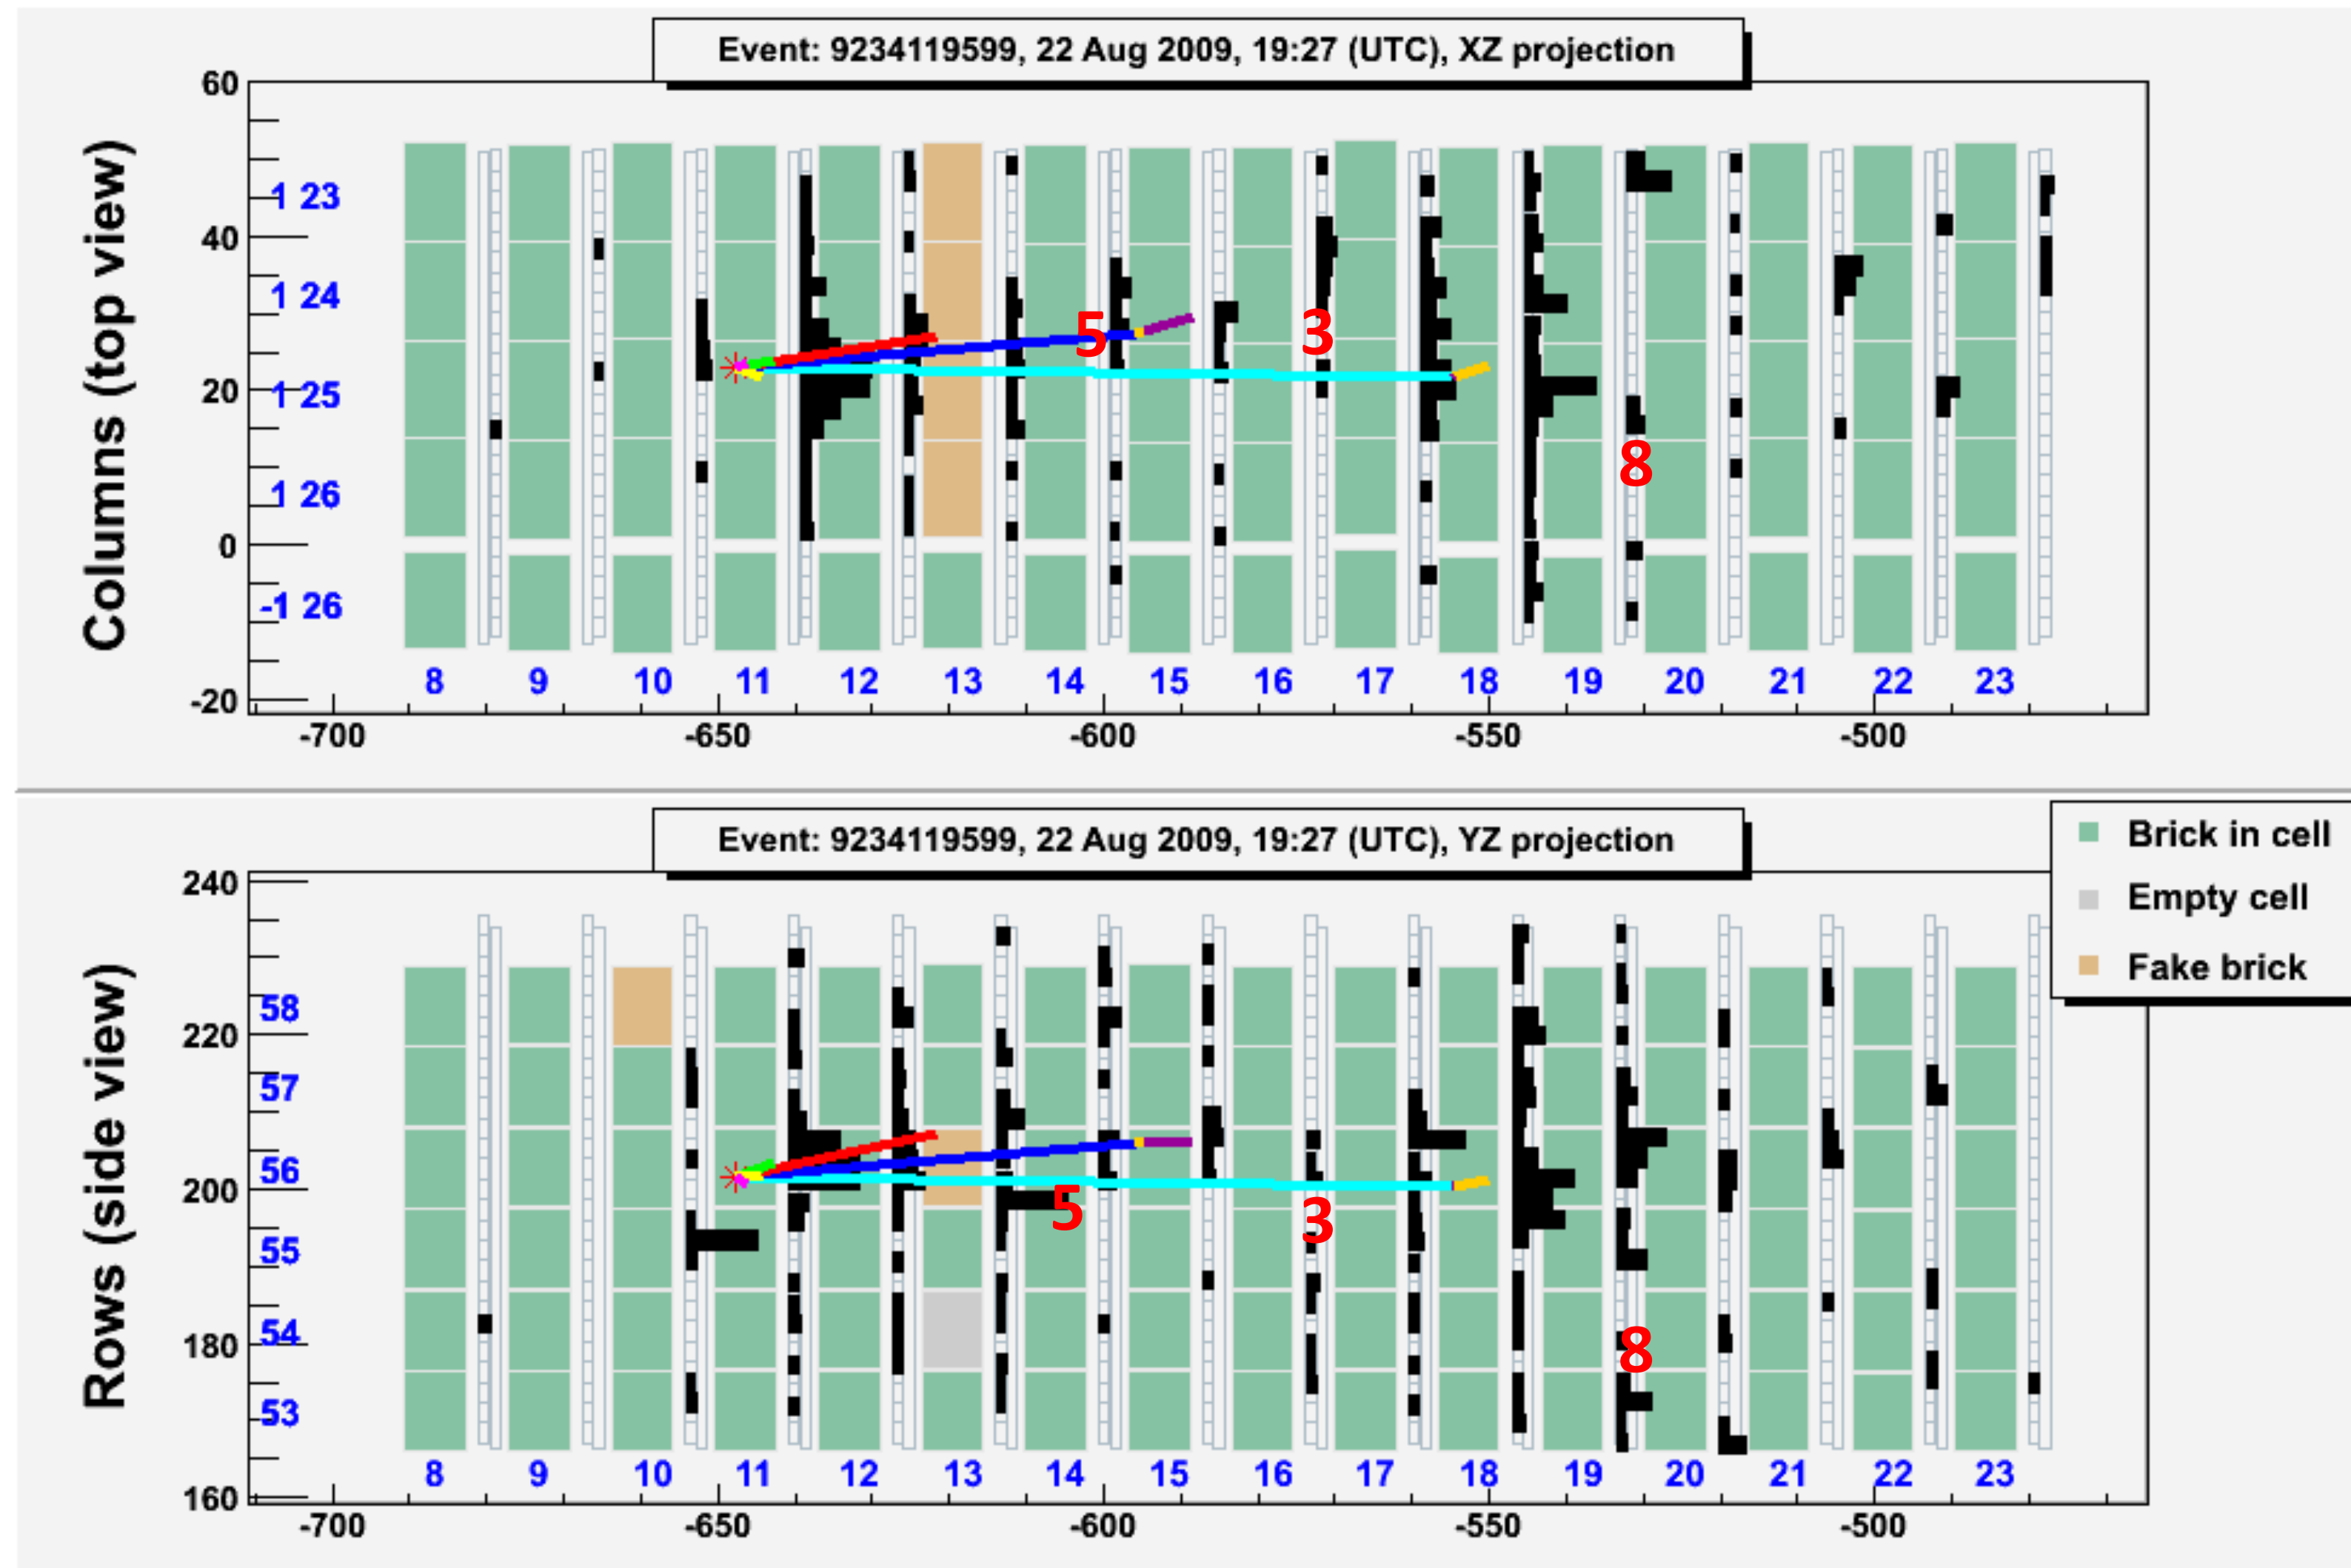 Event: 9234119599, 22 Aug 2009, 19:27 (UTC), XZ projection
Columns (top view)
60
40
20
0
-20
1 23
1 24
1 25
1 26
-1 26
5
3
8
8 9 10 11 12 13 14 15 16 17 18 19 20 21 22 23
-700 -650 -600 -550 -500
Event: 9234119599, 22 Aug 2009, 19:27 (UTC), YZ projection
Brick in cell
Empty cell
Fake brick
Rows (side view)
240
220
200
180
160
58
57
56
55
54
53
5
3
8
8 9 10 11 12 13 14 15 16 17 18 19 20 21 22 23
-700 -650 -600 -550 -500